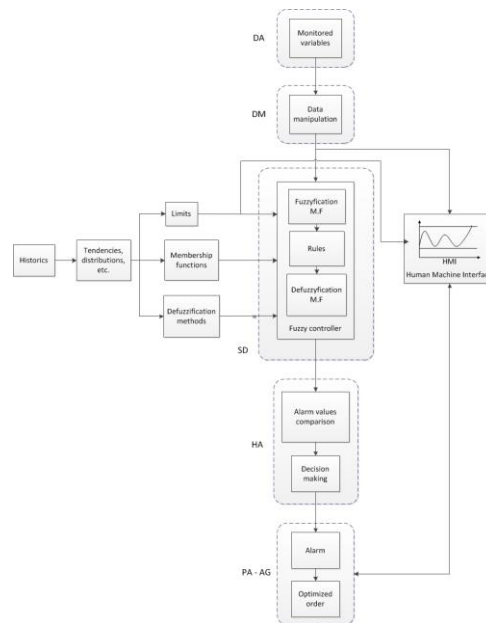 DA
Monitored
variables
DM
Data
manipulation
Historics
Tendencies,
distributions,
etc.
Limits
Membership
functions
Defuzzification
methods
Fuzzyfication
M.F
Rules
Defuzzyfication
M.F
Fuzzy controller
SD
HMI
Human Machine Interfac
HA
Alarm values
comparison
Decision
making
PA - AG
Alarm
Optimized
order